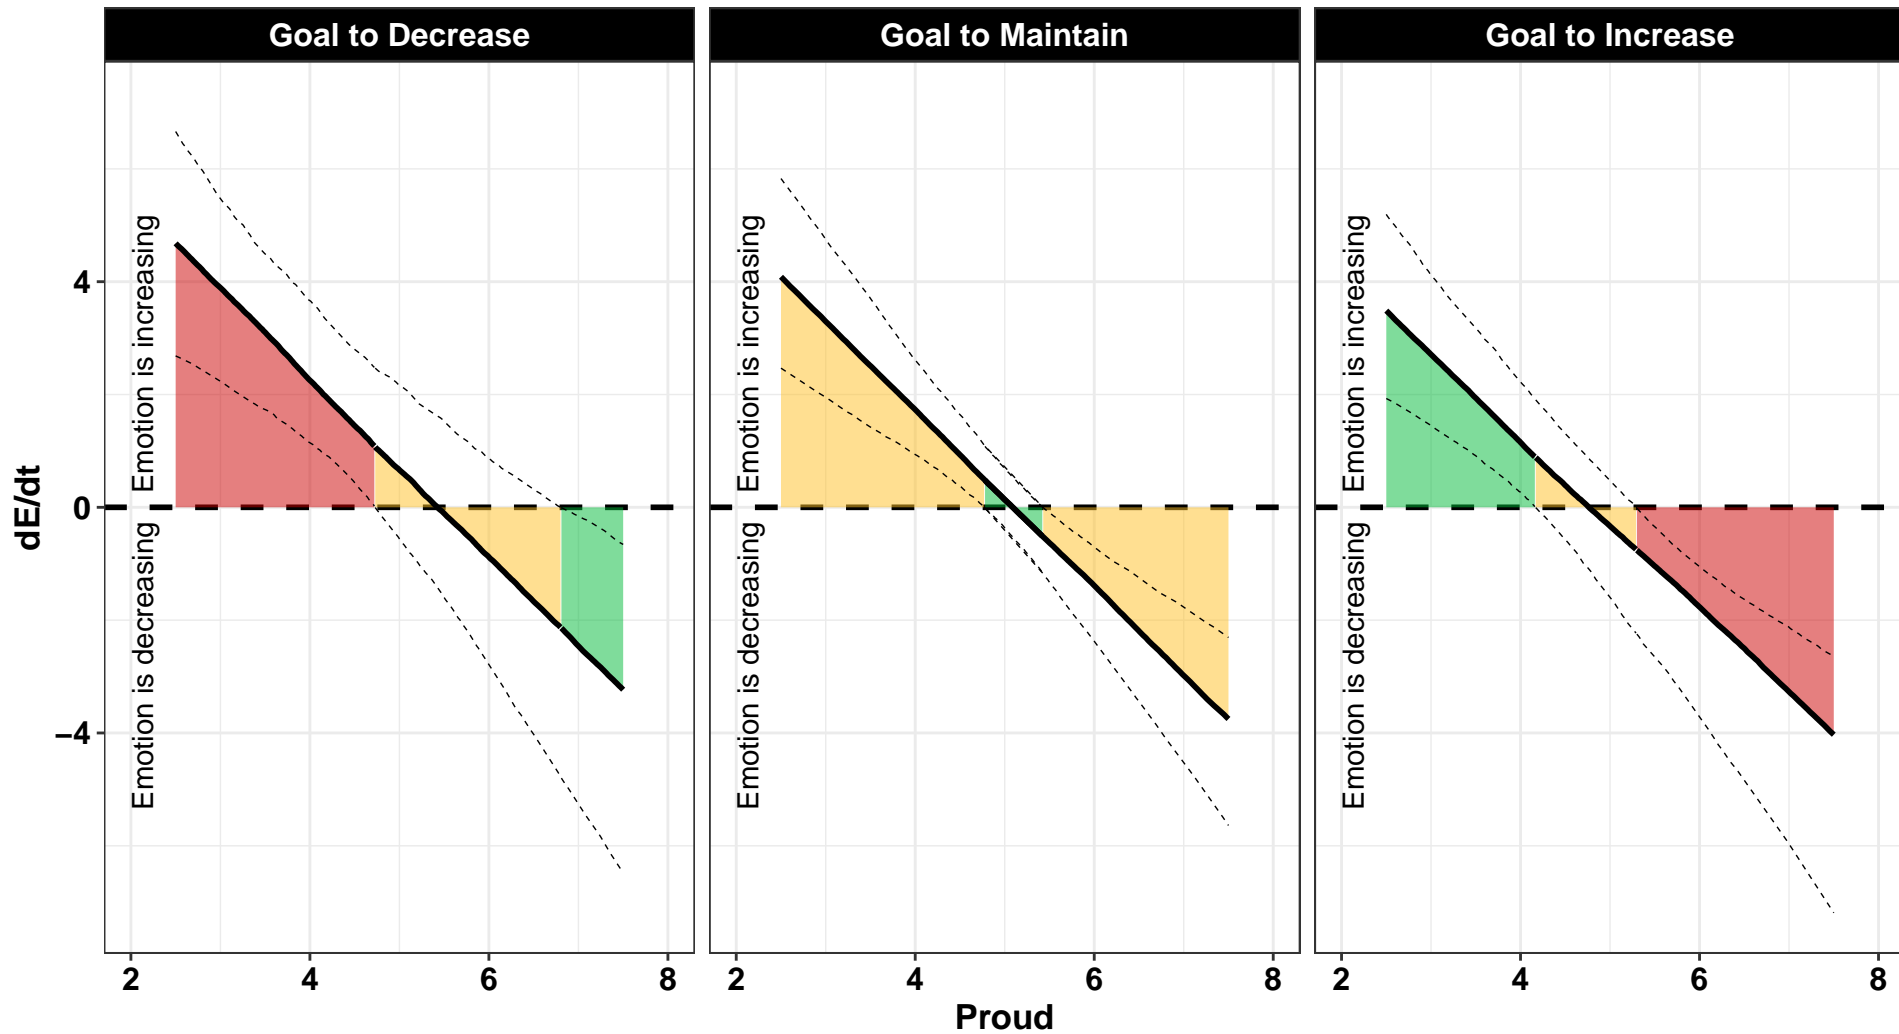 Goal to Decrease
Goal to Maintain
Goal to Increase
dE/dt
4
0
−4
Emotion is increasing
Emotion is decreasing
Emotion is increasing
Emotion is decreasing
Emotion is increasing
Emotion is decreasing
2 4 6 8
2 4 6 8
2 4 6 8
Proud